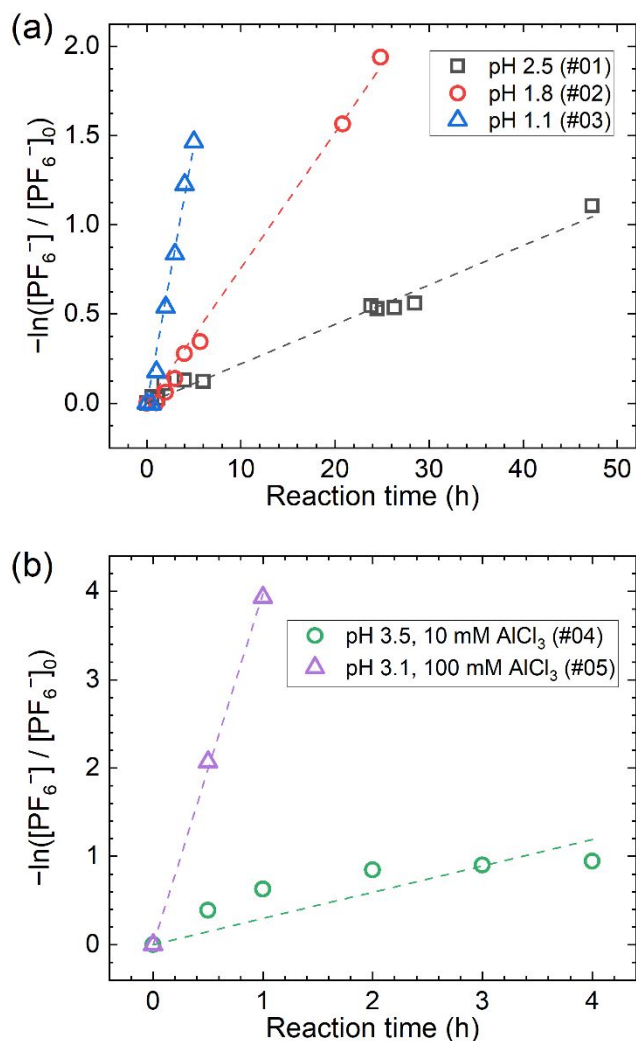 (a)
2.0
1.5
1.0
0.5
0.0
−ln([PF₆⁻] / [PF₆⁻]₀)
pH 2.5 (#01)
pH 1.8 (#02)
pH 1.1 (#03)
0 10 20 30 40 50
Reaction time (h)
(b)
4
3
2
1
0
−ln([PF₆⁻] / [PF₆⁻]₀)
pH 3.5, 10 mM AlCl₃ (#04)
pH 3.1, 100 mM AlCl₃ (#05)
0 1 2 3 4
Reaction time (h)